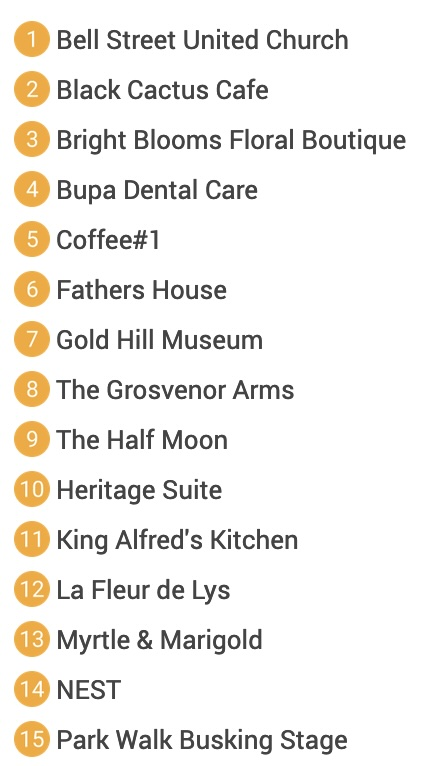 1 Bell Street United Church
2 Black Cactus Cafe
3 Bright Blooms Floral Boutique
4 Bupa Dental Care
5 Coffee#1
6 Fathers House
7 Gold Hill Museum
8 The Grosvenor Arms
9 The Half Moon
10 Heritage Suite
11 King Alfred's Kitchen
12 La Fleur de Lys
13 Myrtle & Marigold
14 NEST
15 Park Walk Busking Stage